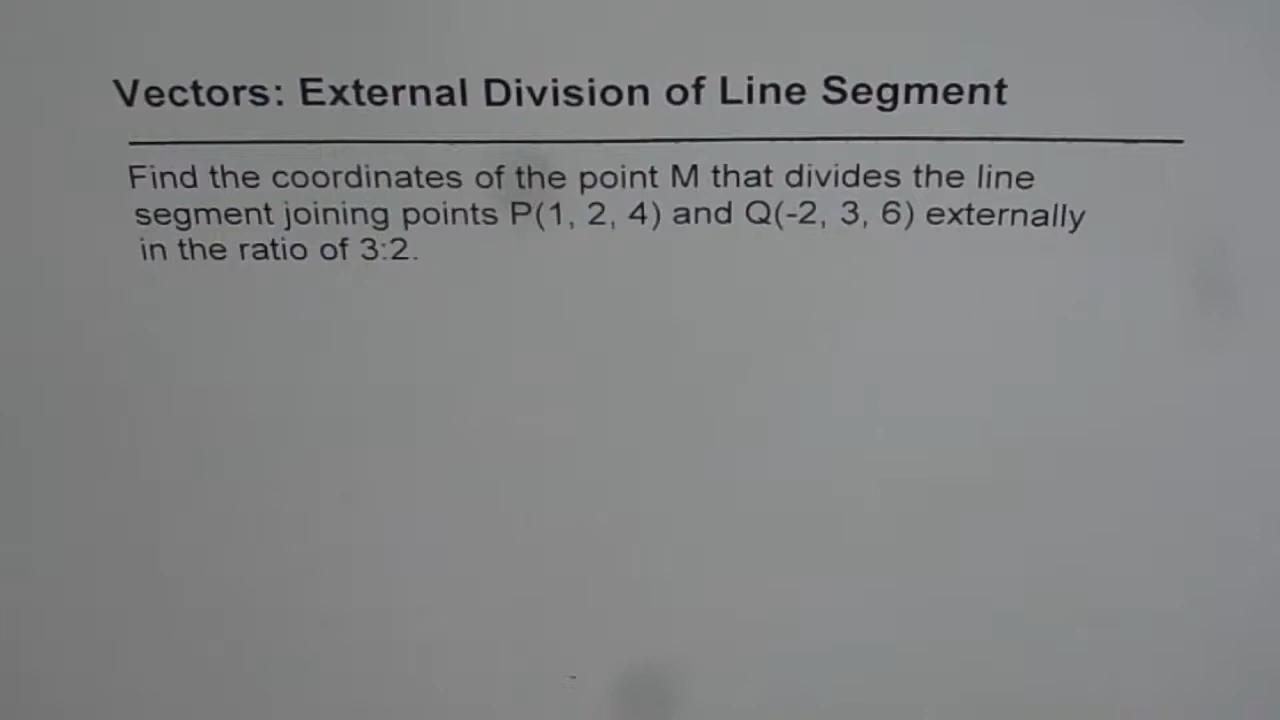 Vectors: External Division of Line Segment
Find the coordinates of the point M that divides the line
segment joining points P(1, 2, 4) and Q(-2, 3, 6) externally
in the ratio of 3:2.